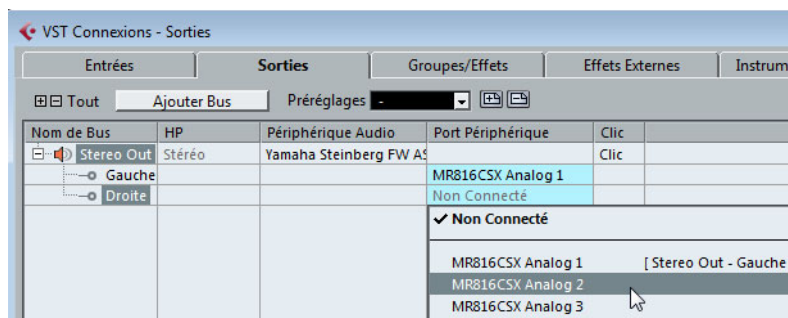 VST Connexions - Sorties
Entrées Sorties Groupes/Effets Effets Externes Instrum
Tout Ajouter Bus Préréglages -
Nom de Bus HP Périphérique Audio Port Périphérique Clic
Stereo Out Stéréo Yamaha Steinberg FW AS Clic
Gauche MR816CSX Analog 1
Droite Non Connecté
✓ Non Connecté
MR816CSX Analog 1 [ Stereo Out - Gauche
MR816CSX Analog 2
MR816CSX Analog 3